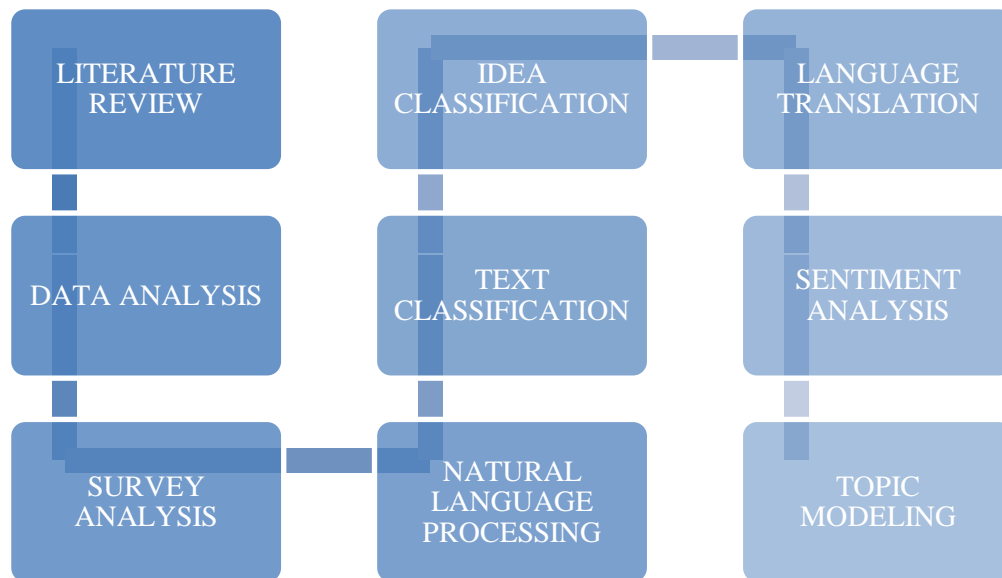 LITERATURE
REVIEW
DATA ANALYSIS
SURVEY
ANALYSIS
NATURAL
LANGUAGE
PROCESSING
TEXT
CLASSIFICATION
IDEA
CLASSIFICATION
LANGUAGE
TRANSLATION
SENTIMENT
ANALYSIS
TOPIC
MODELING